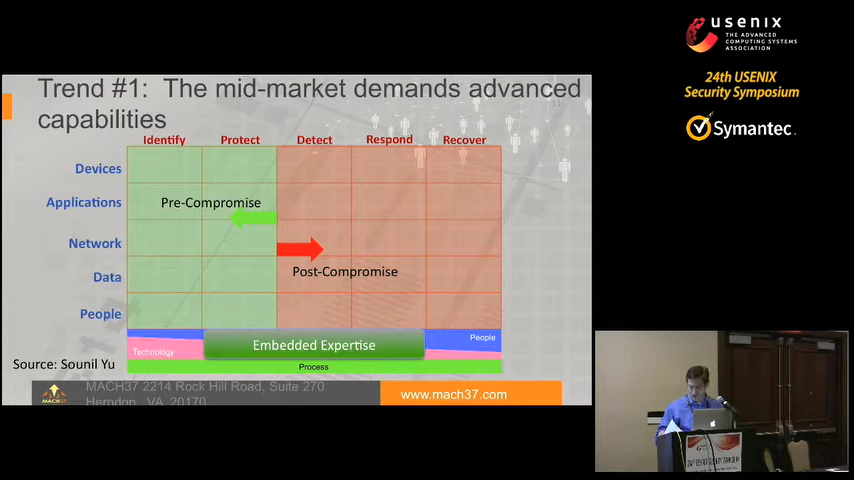 Trend #1:  The mid-market demands advanced
capabilities
11
Identify Protect Detect Respond Recover
Devices
Applications
Network
Data
People
Pre-Compromise
Post-Compromise
Embedded Expertise
Technology
People
Process
Source: Sounil Yu
MACH37
MACH37 2214 Rock Hill Road, Suite 270
Herndon,  VA  20170
www.mach37.com
usenix
THE ADVANCED
COMPUTING SYSTEMS
ASSOCIATION
24th USENIX
Security Symposium
Symantec.